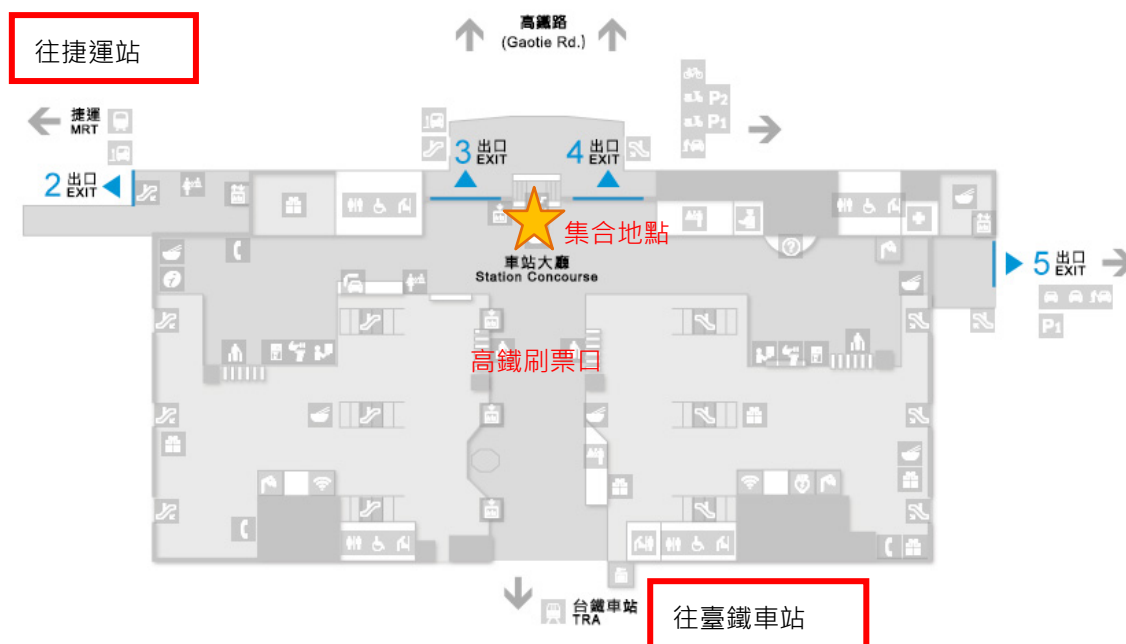 往捷運站
高鐵路
(Gaotie Rd.)
捷運
MRT
P2
P1
3 出口
EXIT
4 出口
EXIT
2 出口
EXIT
集合地點
車站大廳
Station Concourse
5 出口
EXIT
P1
高鐵刷票口
台鐵車站
TRA
往臺鐵車站